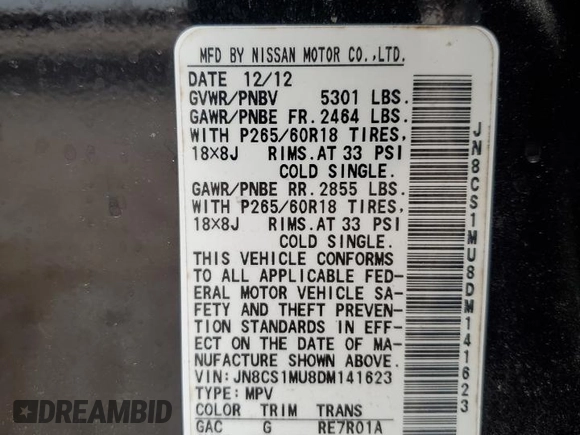 MFD BY NISSAN MOTOR CO.,LTD.
DATE 12/12
GVWR/PNBV 5301 LBS.
GAWR/PNBE FR.2464 LBS.
WITH P265/60R18 TIRES,
18×8J RIMS.AT 33 PSI
COLD SINGLE.
GAWR/PNBE RR.2855 LBS.
WITH P265/60R18 TIRES,
18×8J RIMS.AT 33 PSI
COLD SINGLE.
THIS VEHICLE CONFORMS
TO ALL APPLICABLE FED-
ERAL MOTOR VEHICLE SA-
FETY AND THEFT PREVEN-
TION STANDARDS IN EFF-
ECT ON THE DATE OF MA-
NUFACTURE SHOWN ABOVE.
VIN:JN8CS1MU8DM141623
TYPE:MPV
COLOR TRIM TRANS
GAC G RE7R01A
JN8CS1MU8DM141623
RIDEAMBID